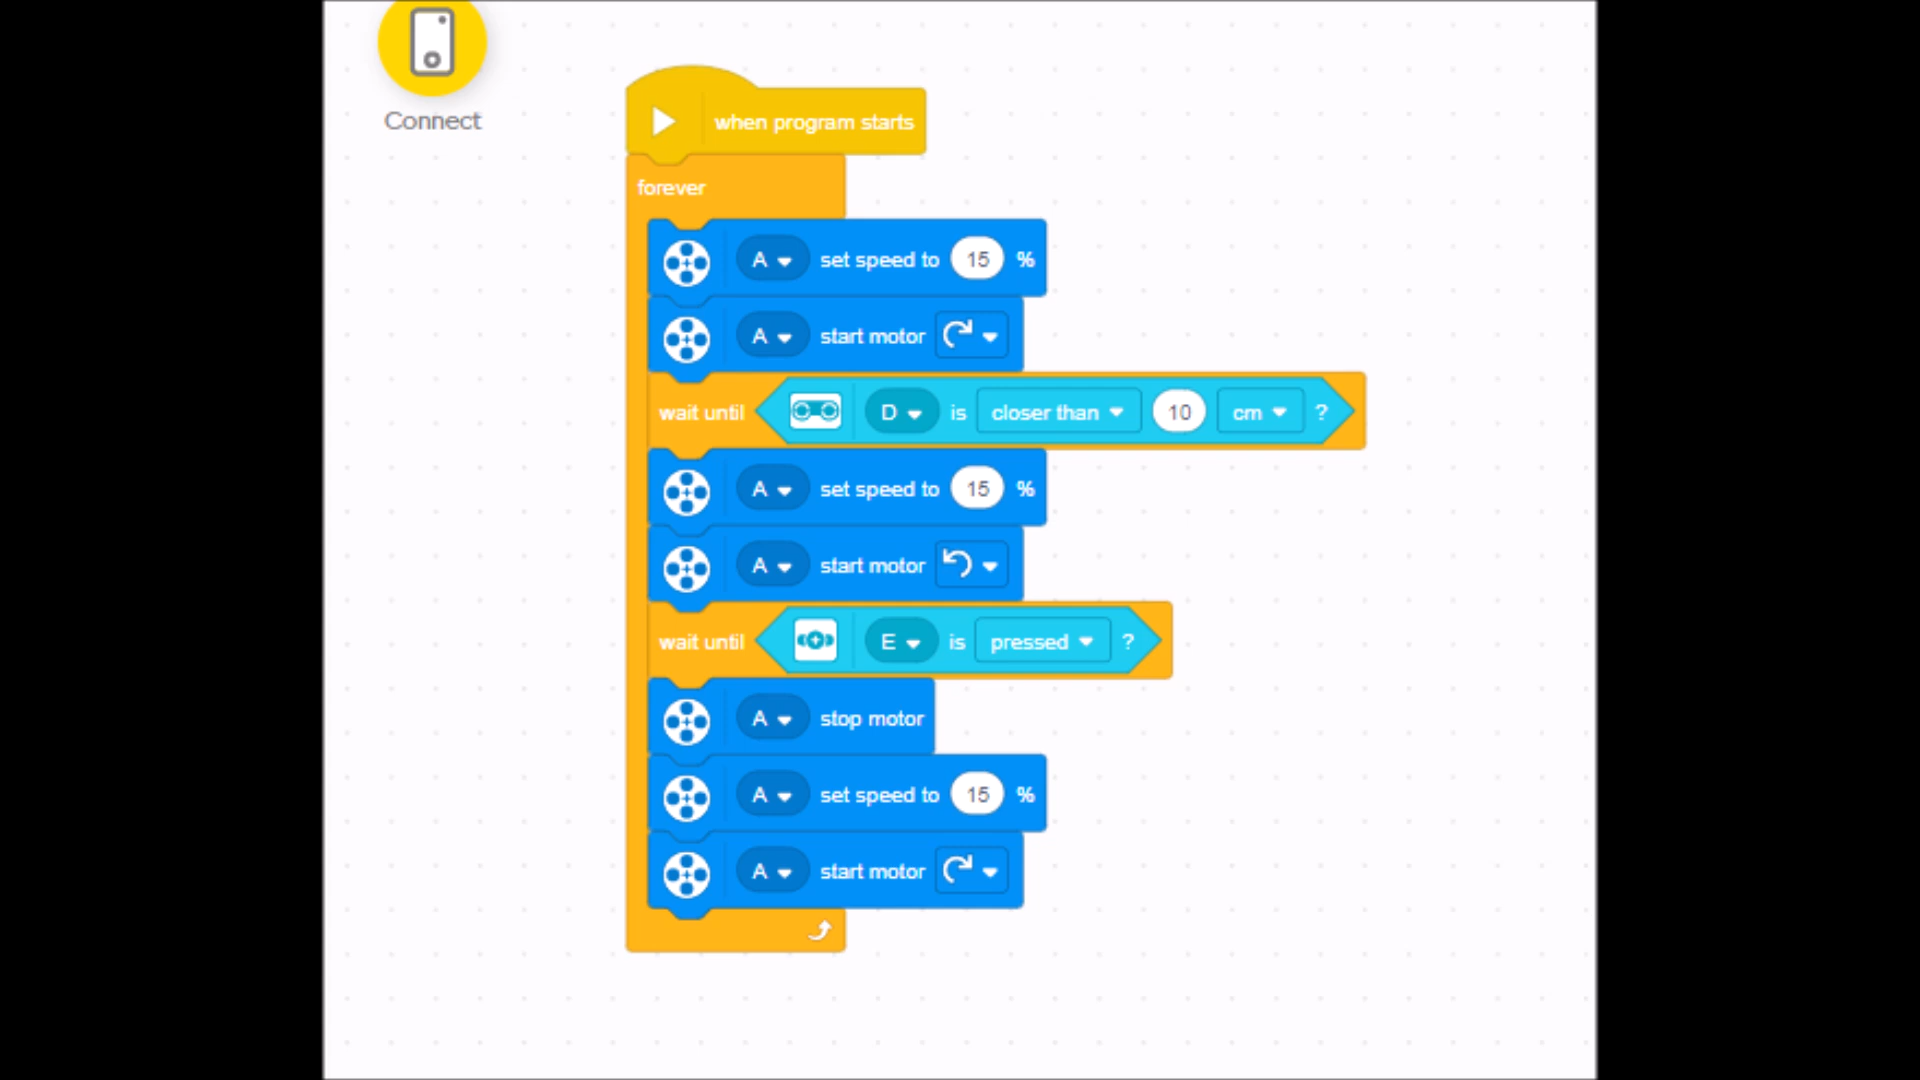 Connect
when program starts
forever
A set speed to 15 %
A start motor
wait until D is closer than 10 cm ?
A set speed to 15 %
A start motor
wait until E is pressed ?
A stop motor
A set speed to 15 %
A start motor